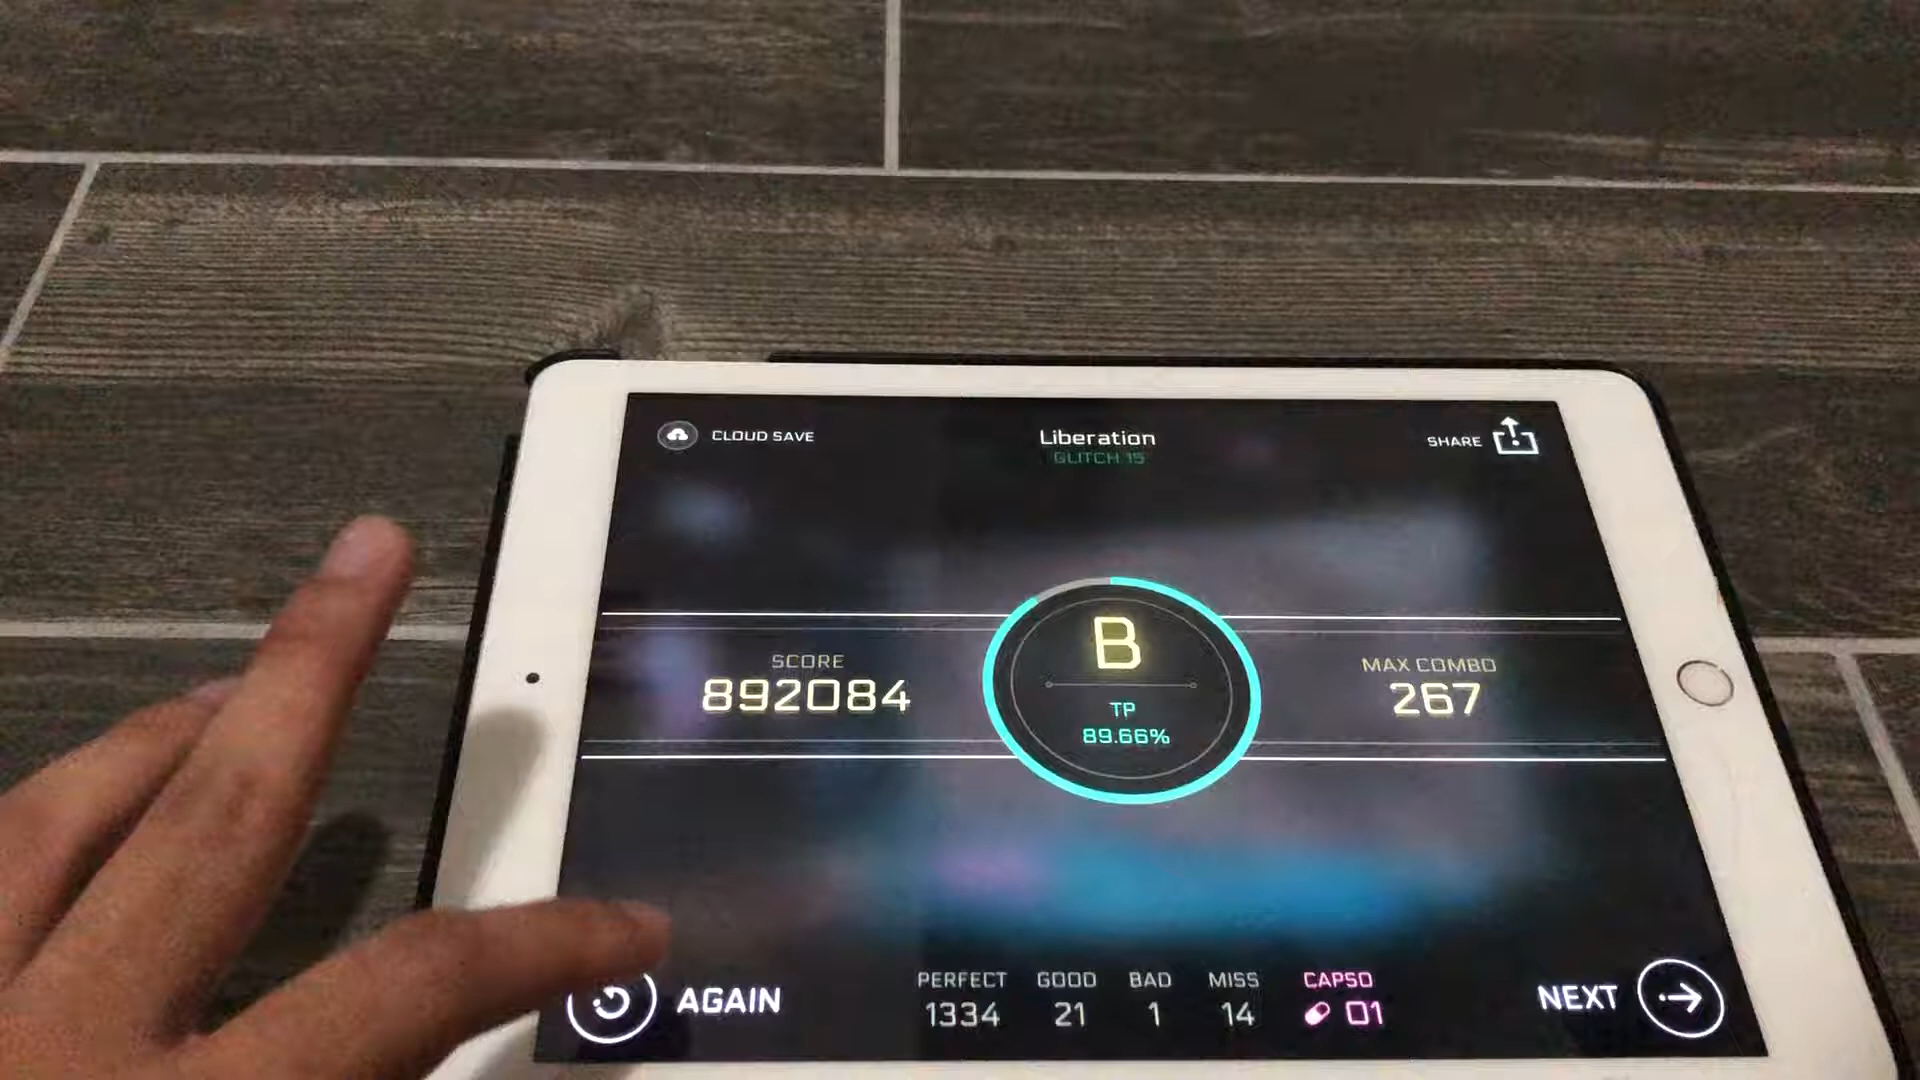 CLOUD SAVE
Liberation
GLITCH 15
SHARE
SCORE
892084
B
TP
89.66%
MAX COMBO
267
AGAIN
PERFECT GOOD BAD MISS CAPSO
1334 21 1 14 01
NEXT